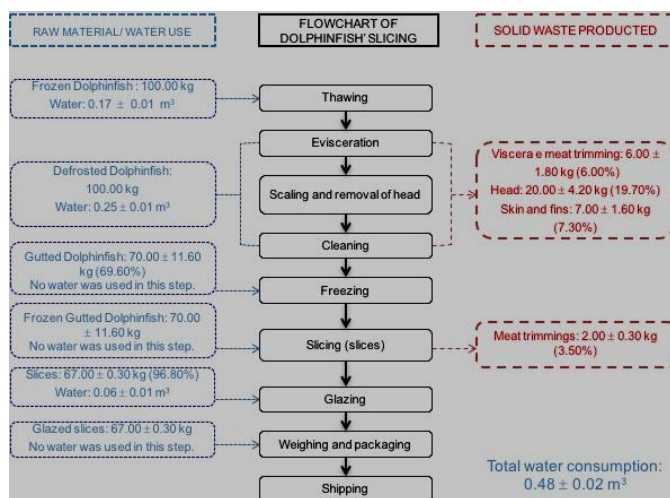 RAW MATERIAL/ WATER USE
FLOWCHART OF
DOLPHINFISH' SLICING
SOLID WASTE PRODUCTED
Frozen Dolphinfish : 100.00 kg
Water: 0.17 ± 0.01 m³
Thawing
Evisceration
Defrosted Dolphinfish:
100.00 kg
Water: 0.25 ± 0.01 m³
Scaling and removal of head
Viscera e meat trimming: 6.00 ±
1.80 kg (6.00%)
Head: 20.00 ± 4.20 kg (19.70%)
Skin and fins: 7.00 ± 1.60 kg
(7.30%)
Cleaning
Gutted Dolphinfish: 70.00 ± 11.60
kg (69.60%)
No water was used in this step.
Freezing
Frozen Gutted Dolphinfish: 70.00
± 11.60 kg
No water was used in this step.
Slicing (slices)
Meat trimmings: 2.00 ± 0.30 kg
(3.50%)
Slices: 67.00 ± 0.30 kg (96.80%)
Water: 0.06 ± 0.01 m³
Glazing
Glazed slices: 67.00 ± 0.30 kg
No water was used in this step.
Weighing and packaging
Shipping
Total water consumption:
0.48 ± 0.02 m³